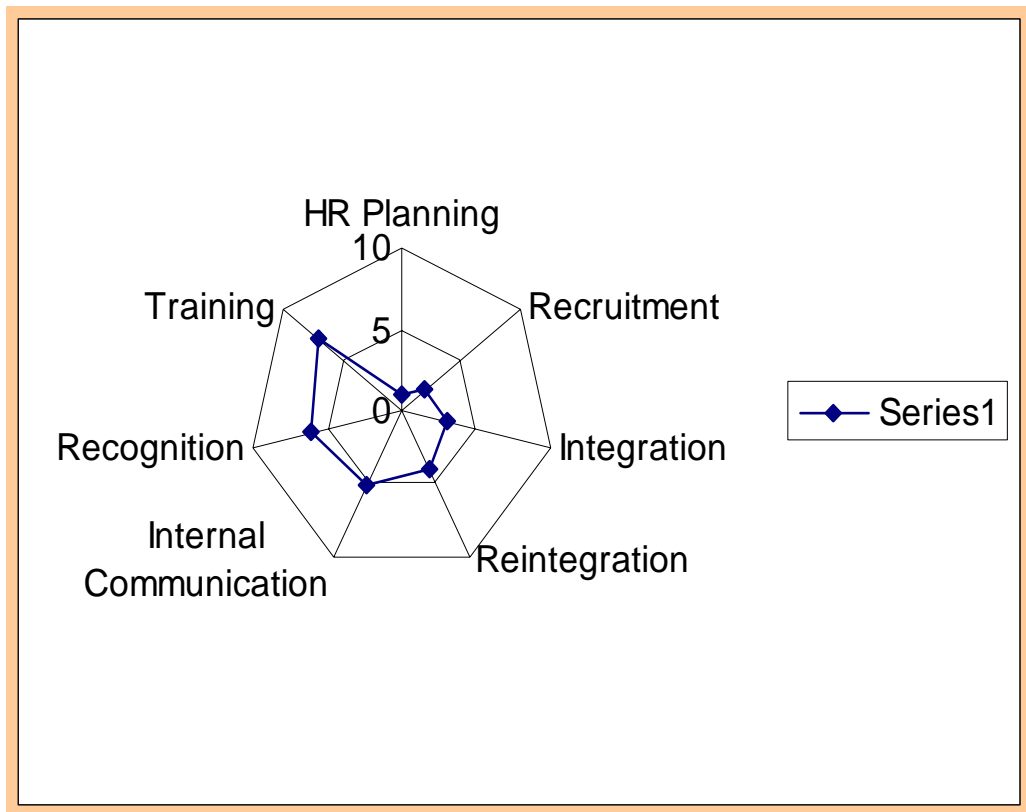 HR Planning
10
Training
Recruitment
5
0
Series1
Recognition
Integration
Internal
Communication
Reintegration